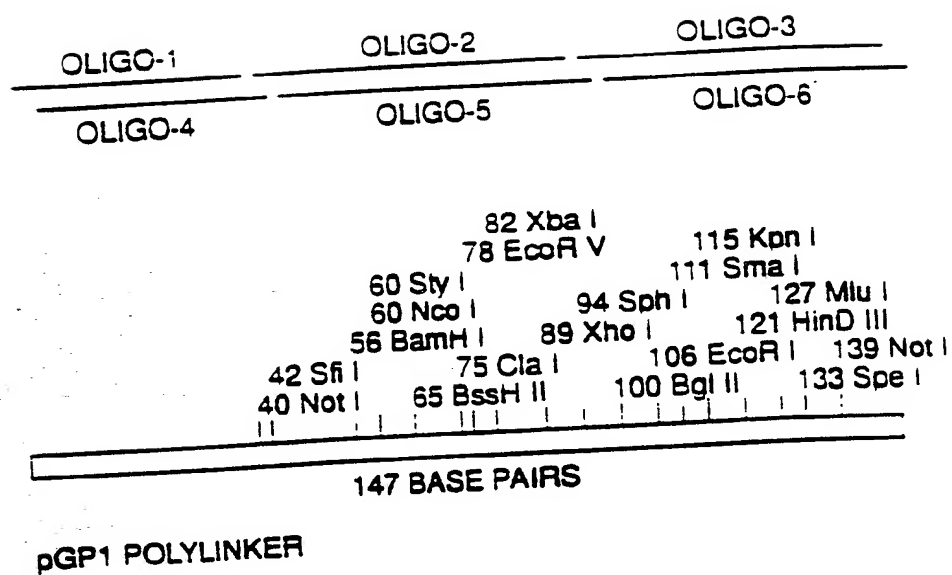 OLIGO-1 OLIGO-2 OLIGO-3
OLIGO-4 OLIGO-5 OLIGO-6
82 Xba I
78 EcoR V 115 Kpn I
60 Sty I 111 Sma I
60 Nco I 94 Sph I 127 Mlu I
56 BamH I 89 Xho I 121 HinD III
42 Sfi I 75 Cla I 106 EcoR I 139 Not I
40 Not I 65 BssH II 100 Bgl II 133 Spe I
147 BASE PAIRS
pGP1 POLYLINKER